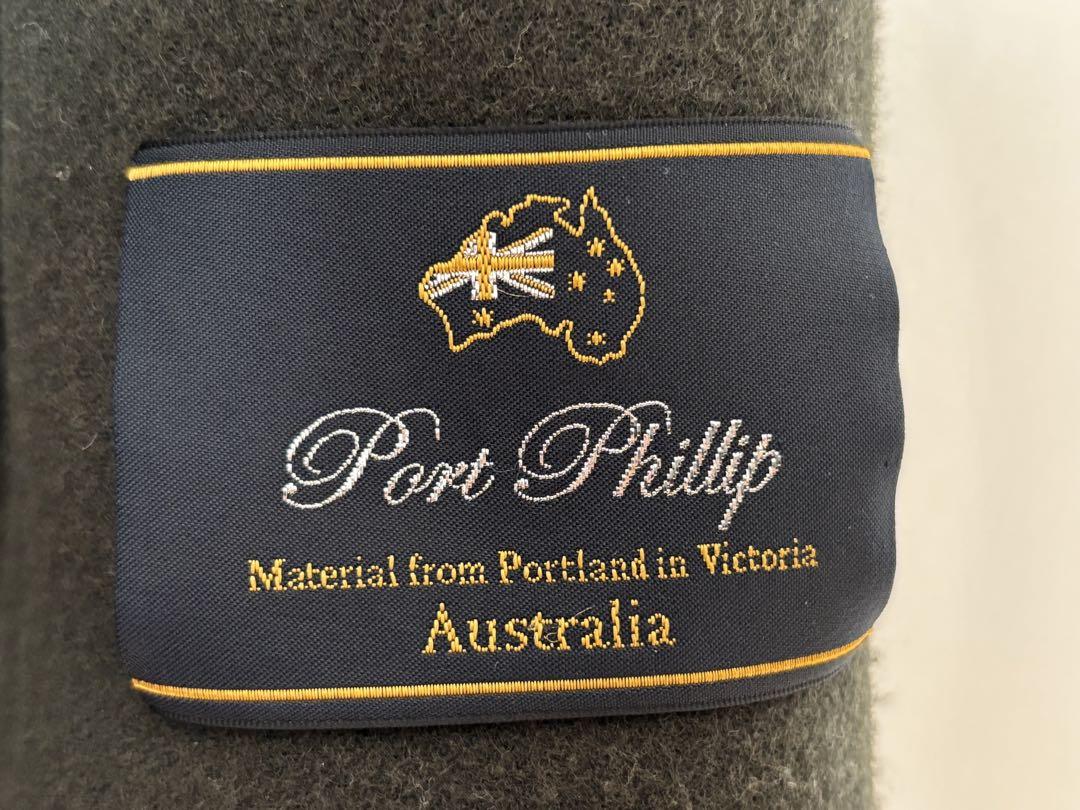 Port Phillip
Material from Portland in Victoria
Australia